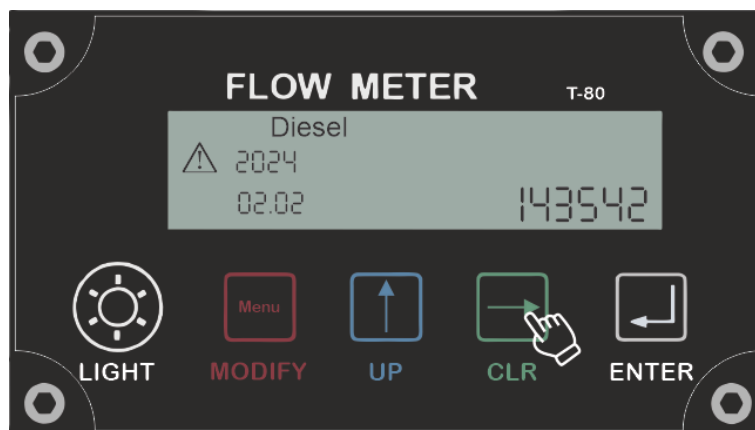 FLOW METER T-80
Diesel
2024
02.02 143542
Menu
LIGHT MODIFY UP CLR ENTER